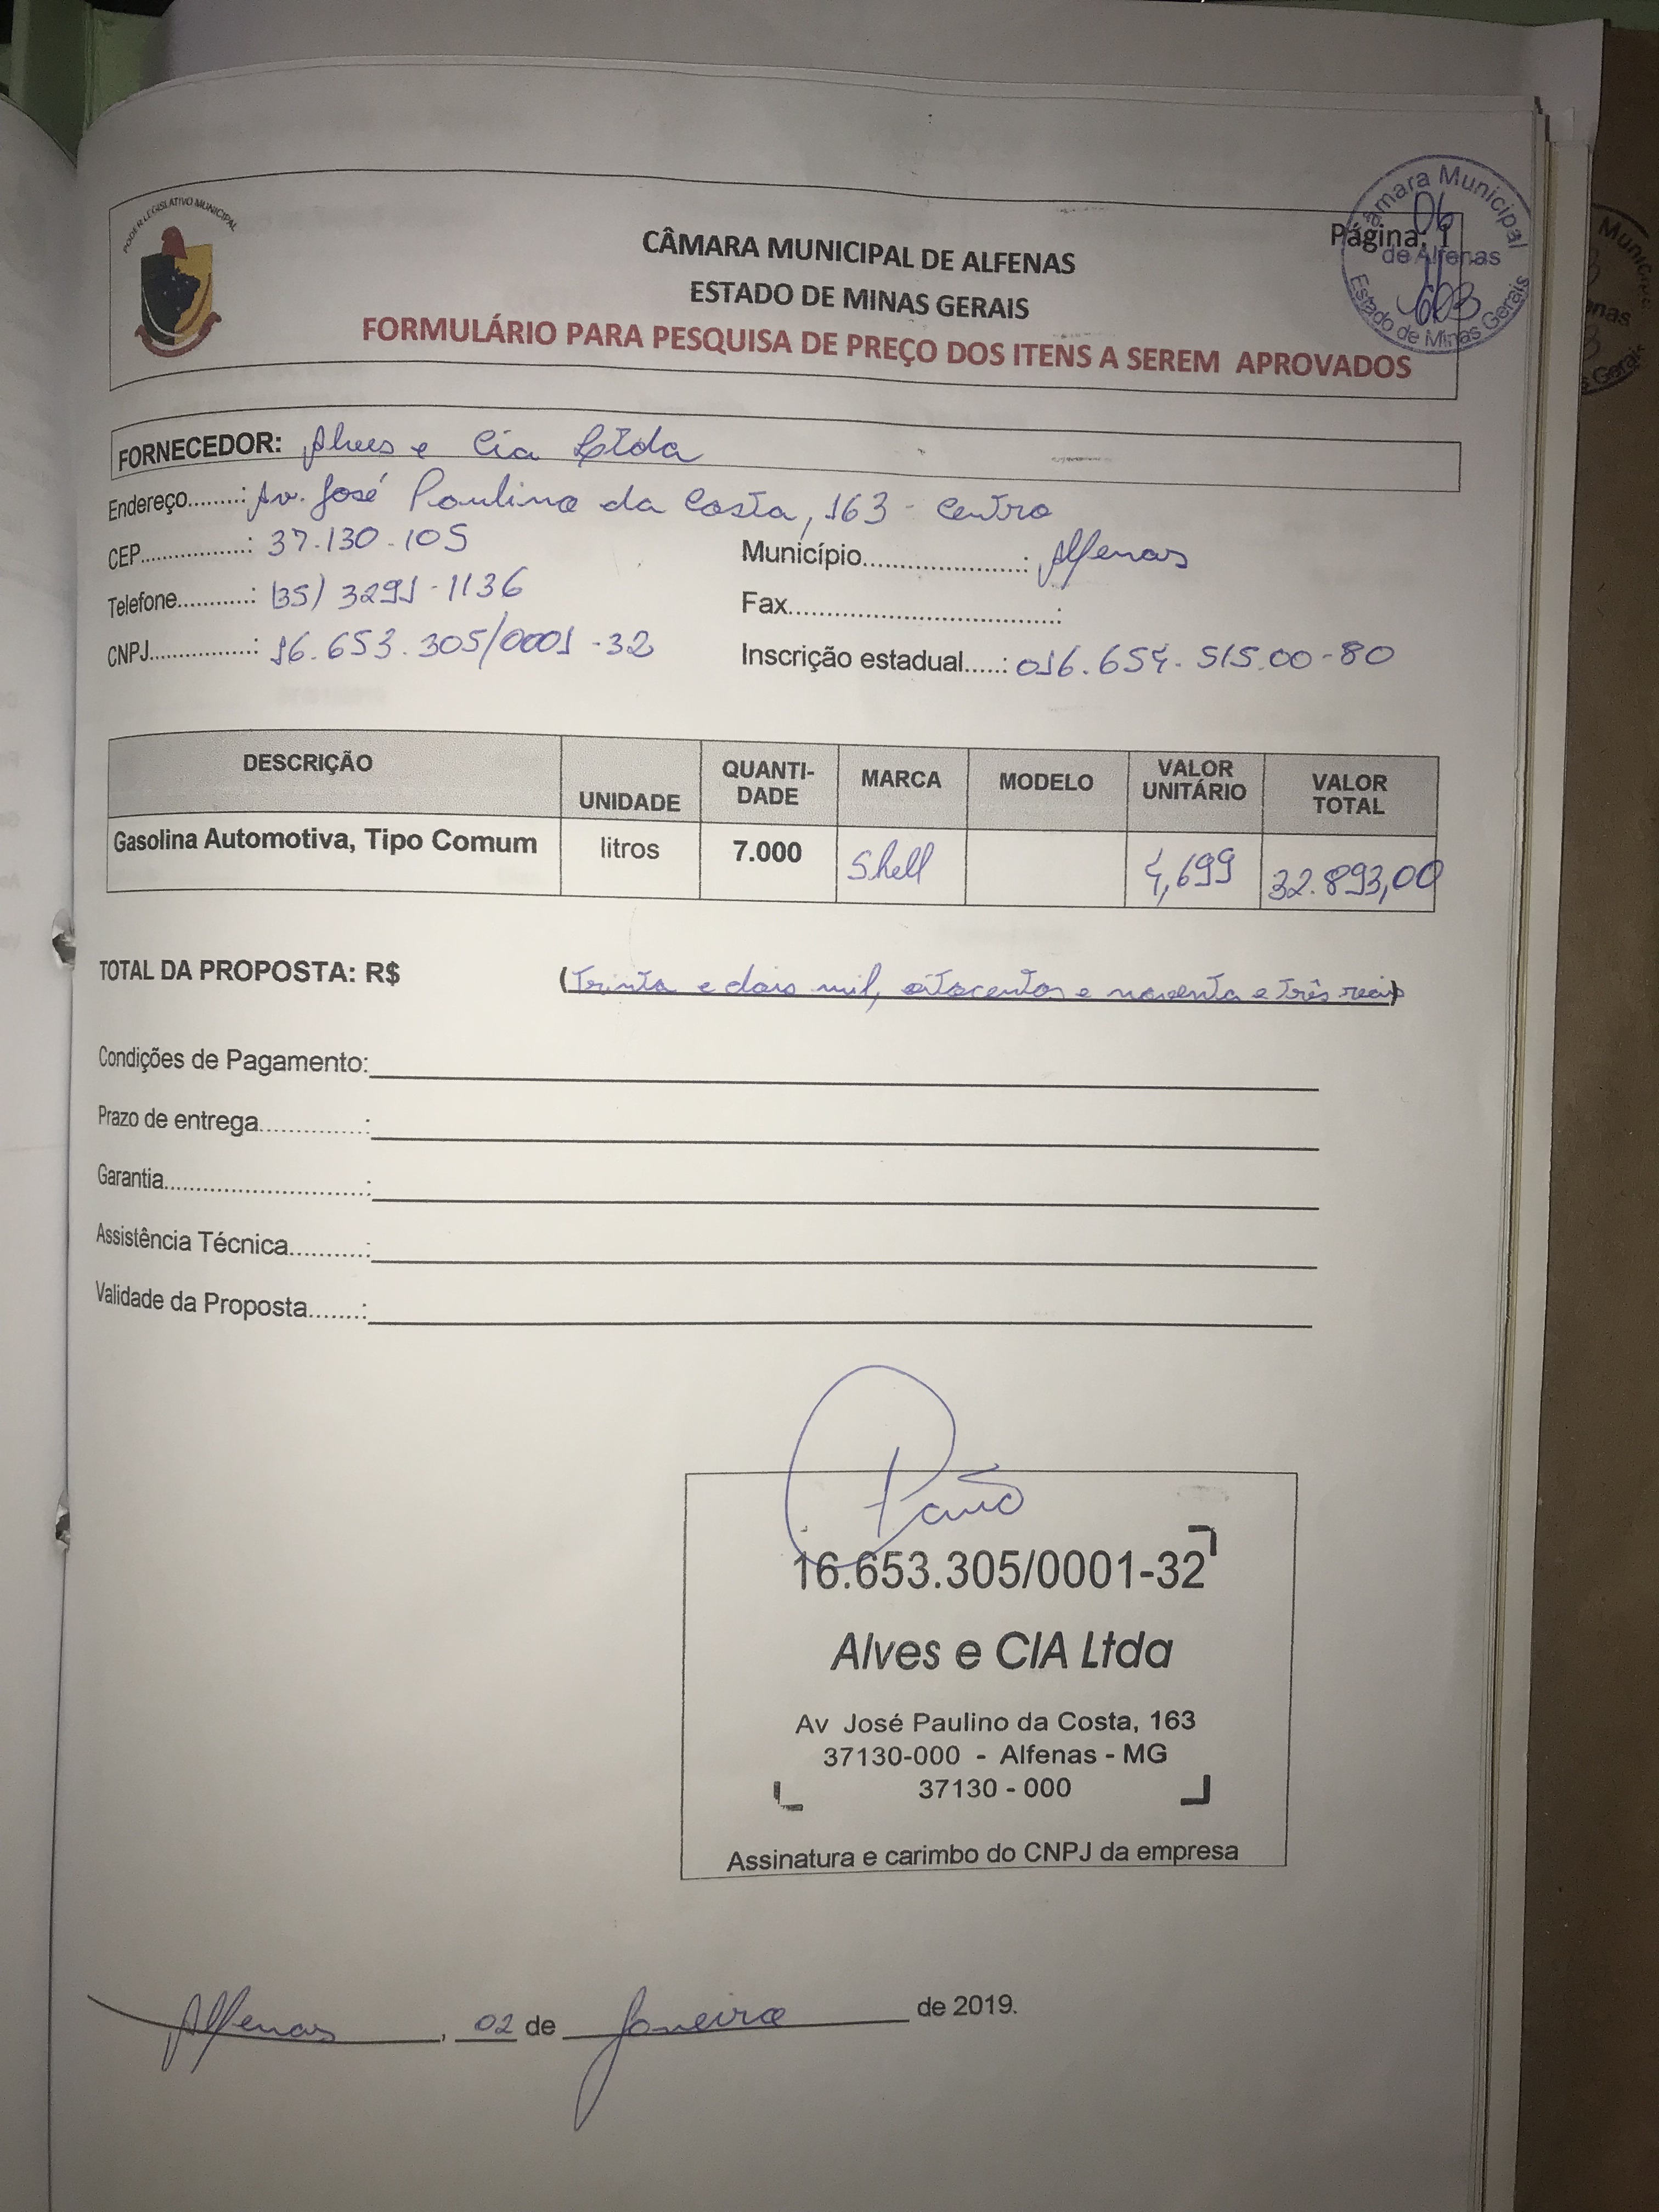 PODER LEGISLATIVO MUNICIPAL
CÂMARA MUNICIPAL DE ALFENAS
ESTADO DE MINAS GERAIS
FORMULÁRIO PARA PESQUISA DE PREÇO DOS ITENS A SEREM APROVADOS
Página: 1
Câmara Municipal
06
de Alfenas
Estado de Minas Gerais
FORNECEDOR: Alves e Cia Ltda
Endereço........: Av. José Paulino da Costa, 163 - Centro
CEP.................: 37.130-105 Município.......................: Alfenas
Telefone............: (35) 3291-1136 Fax.....................................:
CNPJ................: 16.653.305/0001-32 Inscrição estadual.....: 016.654.515.00-80
DESCRIÇÃO UNIDADE QUANTI-DADE MARCA MODELO VALOR UNITÁRIO VALOR TOTAL
Gasolina Automotiva, Tipo Comum litros 7.000 Shell 4,699 32.893,00
TOTAL DA PROPOSTA: R$ (Trinta e dois mil, oitocentos e noventa e três reais)
Condições de Pagamento:
Prazo de entrega...............:
Garantia.............................:
Assistência Técnica...........:
Validade da Proposta.......:
16.653.305/0001-32
Alves e CIA Ltda
Av José Paulino da Costa, 163
37130-000 - Alfenas - MG
37130 - 000
Assinatura e carimbo do CNPJ da empresa
Alfenas, 02 de Janeiro de 2019.